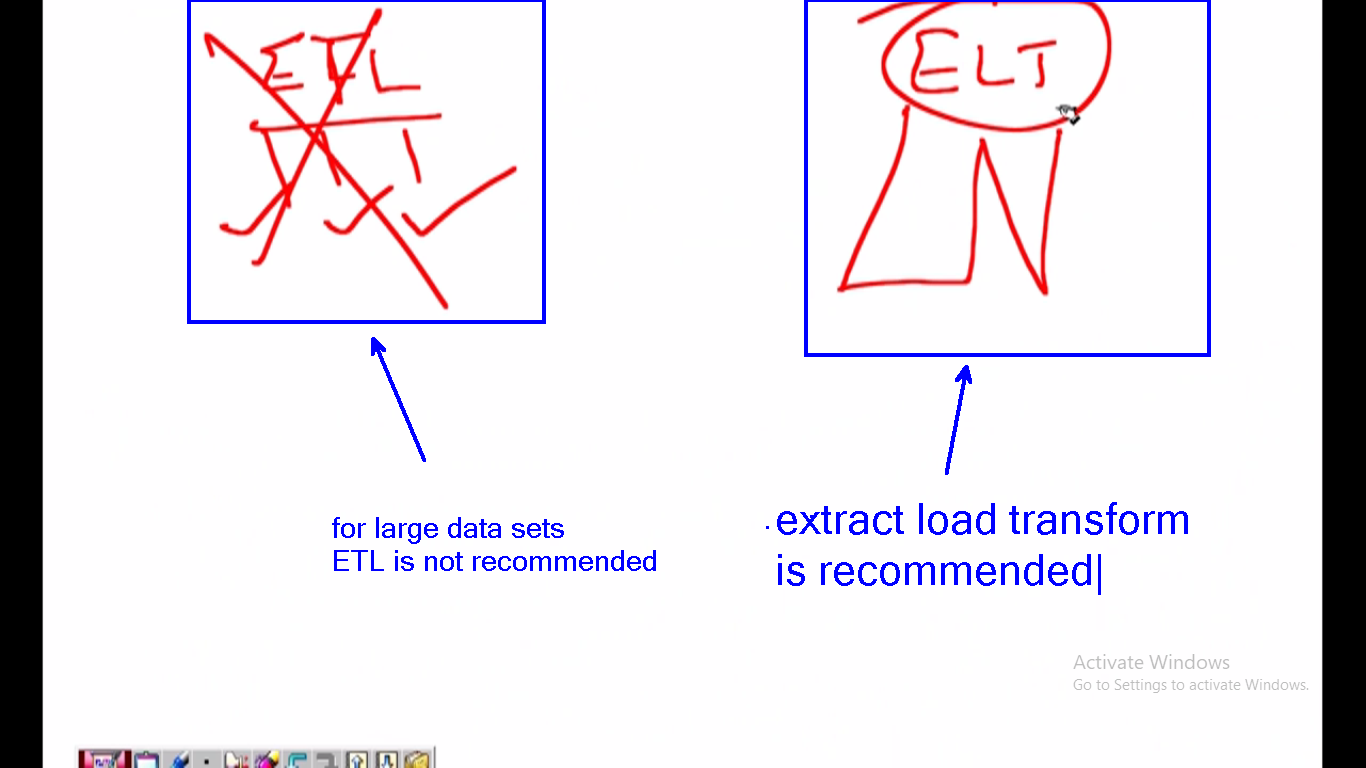 ETL
ELT
for large data sets
ETL is not recommended
extract load transform
is recommended
Activate Windows
Go to Settings to activate Windows.